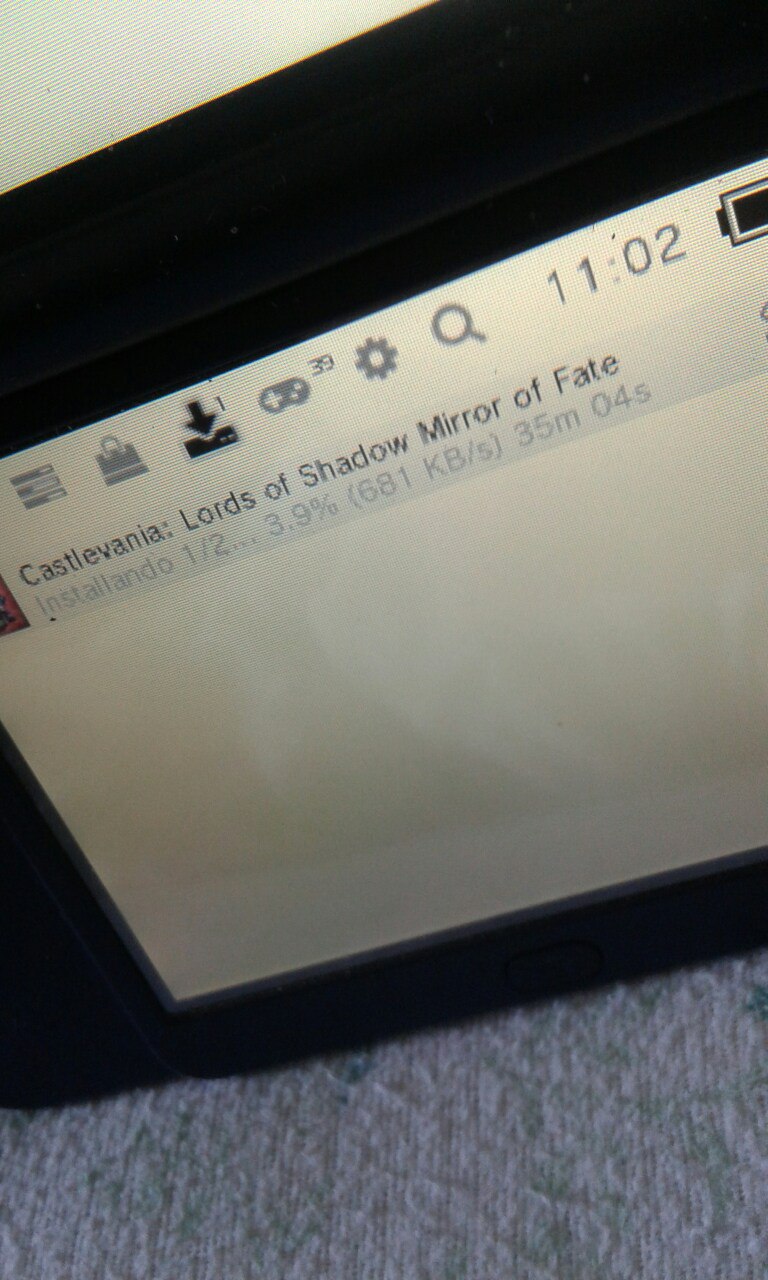 11:02
1
39
Castlevania: Lords of Shadow Mirror of Fate
Installando 1/2... 3.9% (681 KB/s) 35m 04s